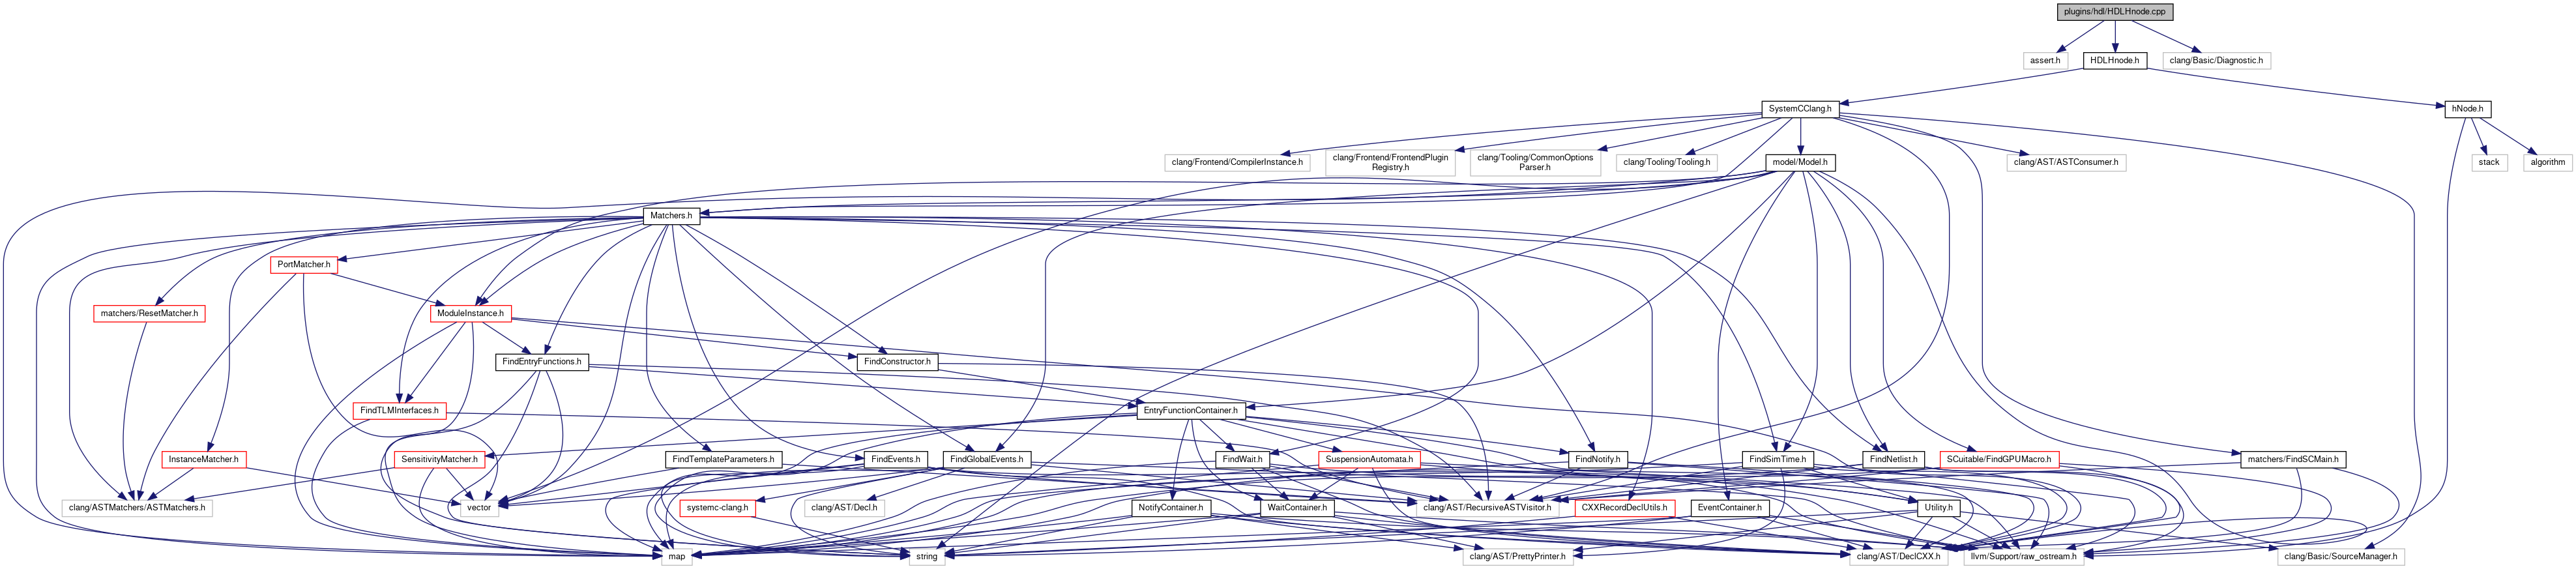 plugins/hdl/HDLHnode.cpp
assert.h
HDLHnode.h
clang/Basic/Diagnostic.h
SystemCClang.h
hNode.h
clang/Frontend/CompilerInstance.h
clang/Frontend/FrontendPlugin
Registry.h
clang/Tooling/CommonOptions
Parser.h
clang/Tooling/Tooling.h
model/Model.h
clang/AST/ASTConsumer.h
stack
algorithm
Matchers.h
PortMatcher.h
matchers/ResetMatcher.h
ModuleInstance.h
FindEntryFunctions.h
FindConstructor.h
FindTLMInterfaces.h
EntryFunctionContainer.h
InstanceMatcher.h
SensitivityMatcher.h
FindTemplateParameters.h
FindEvents.h
FindGlobalEvents.h
FindWait.h
SuspensionAutomata.h
FindNotify.h
FindSimTime.h
FindNetlist.h
SCuitable/FindGPUMacro.h
matchers/FindSCMain.h
clang/ASTMatchers/ASTMatchers.h
vector
systemc-clang.h
clang/AST/Decl.h
clang/AST/RecursiveASTVisitor.h
NotifyContainer.h
WaitContainer.h
CXXRecordDeclUtils.h
EventContainer.h
Utility.h
map
string
clang/AST/PrettyPrinter.h
clang/AST/DeclCXX.h
llvm/Support/raw_ostream.h
clang/Basic/SourceManager.h